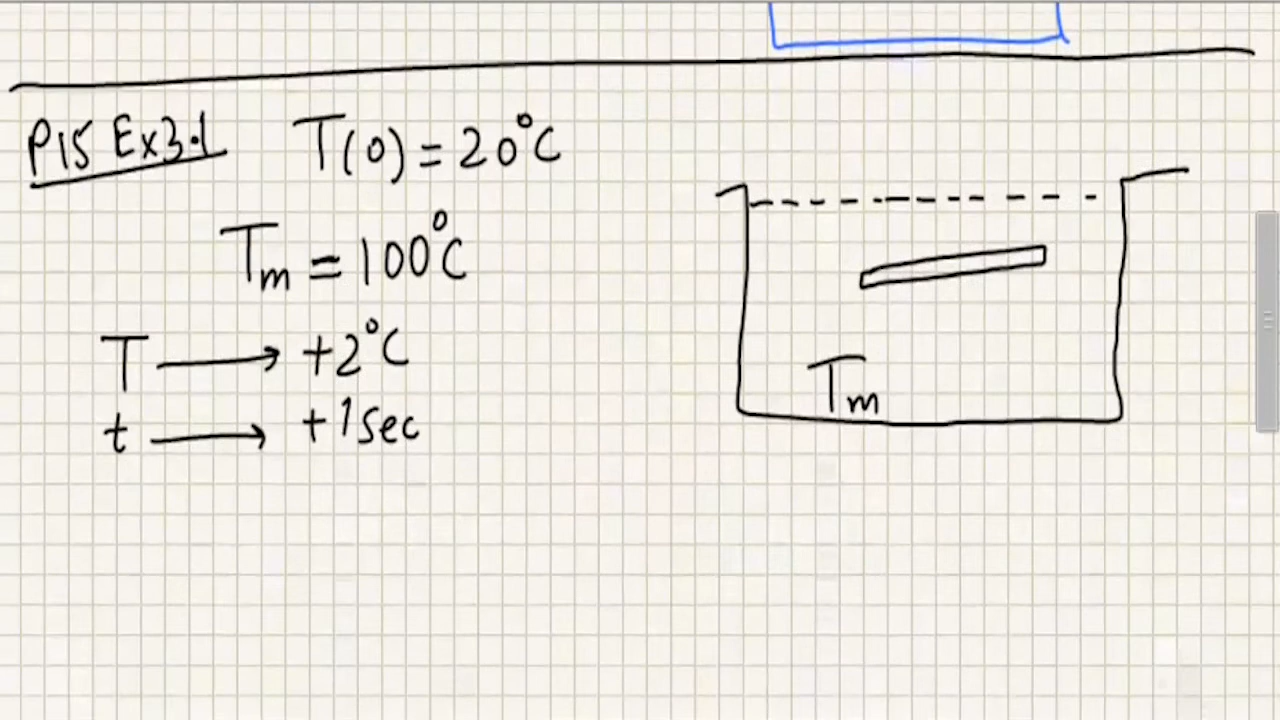 P15 Ex3.1 T(0) = 20°C
Tm = 100°C
T → +2°C
t → +1sec
Tm